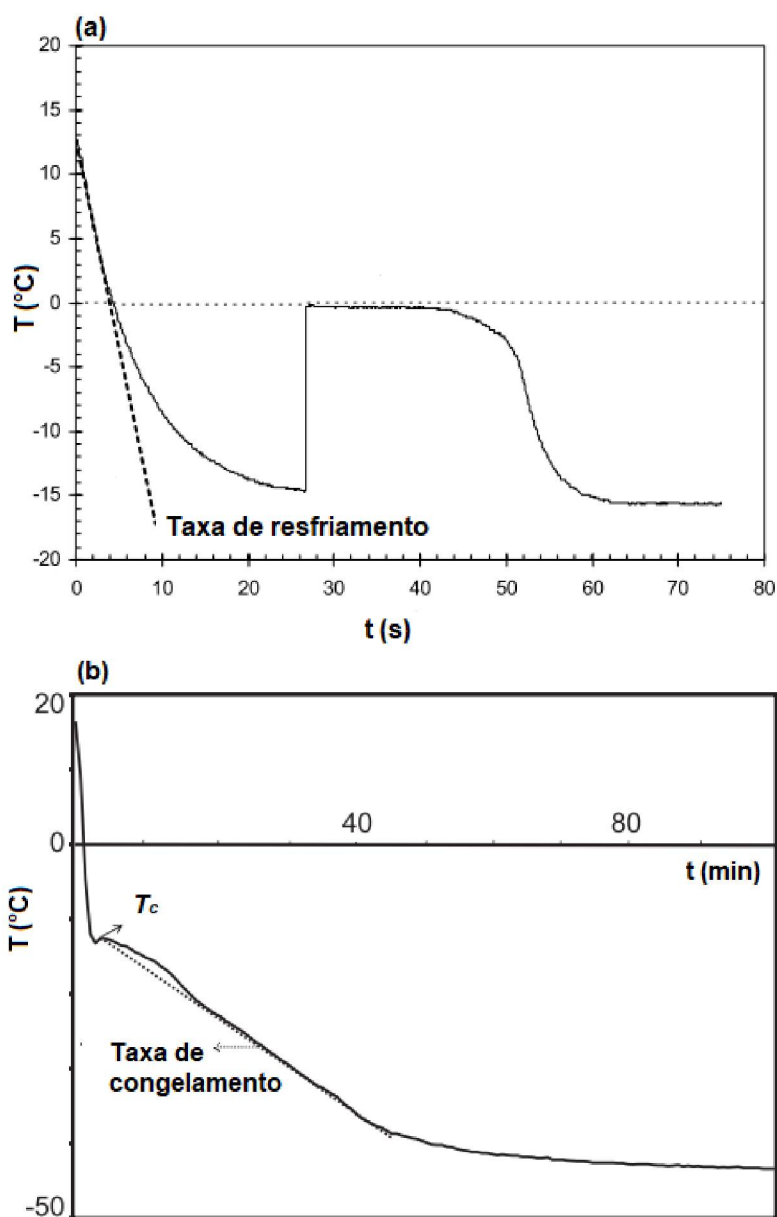 (a)
20
15
10
5
0
-5
-10
-15
-20
T (°C)
Taxa de resfriamento
0 10 20 30 40 50 60 70 80
t (s)
(b)
20
40 80
0
t (min)
T (°C)
Tc
Taxa de
congelamento
-50